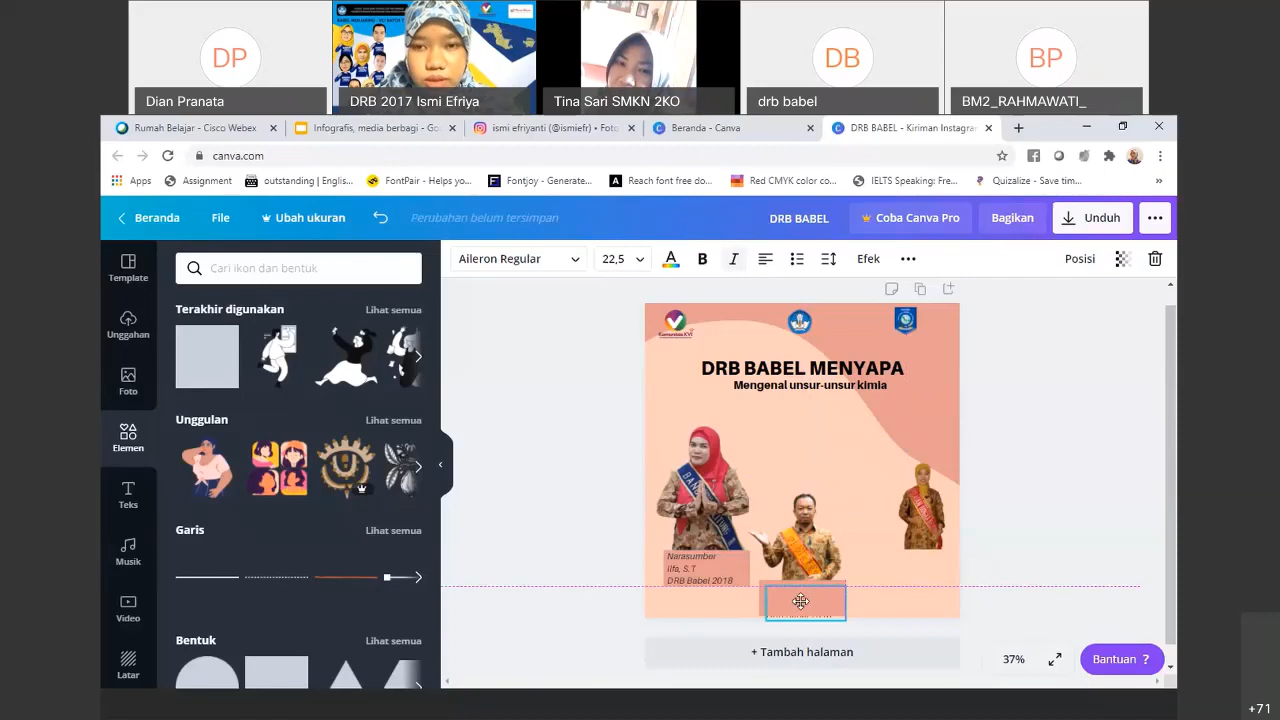 DP
Dian Pranata
DRB 2017 Ismi Efriya
Tina Sari SMKN 2KO
DB
drb babel
BP
BM2_RAHMAWATI_
Rumah Belajar - Cisco Webex
Infografis, media berbagi - Go
ismi efriyanti (@ismiefr) • Foto
Beranda - Canva
DRB BABEL - Kiriman Instagram
canva.com
Apps
Assignment
outstanding | Englis...
FontPair - Helps yo...
Fontjoy - Generate...
Reach font free do...
Red CMYK color co...
IELTS Speaking: Fre...
Quizalize - Save tim...
Beranda
File
Ubah ukuran
Perubahan belum tersimpan
DRB BABEL
Coba Canva Pro
Bagikan
Unduh
Template
Unggahan
Foto
Elemen
Teks
Musik
Video
Latar
Cari ikon dan bentuk
Terakhir digunakan
Lihat semua
Unggulan
Lihat semua
Garis
Lihat semua
Bentuk
Lihat semua
Aileron Regular
22,5
A
B
I
Efek
Posisi
DRB BABEL MENYAPA
Mengenal unsur-unsur kimia
Narasumber
Ilfa, S.T
DRB Babel 2018
+ Tambah halaman
37%
Bantuan ?
+71